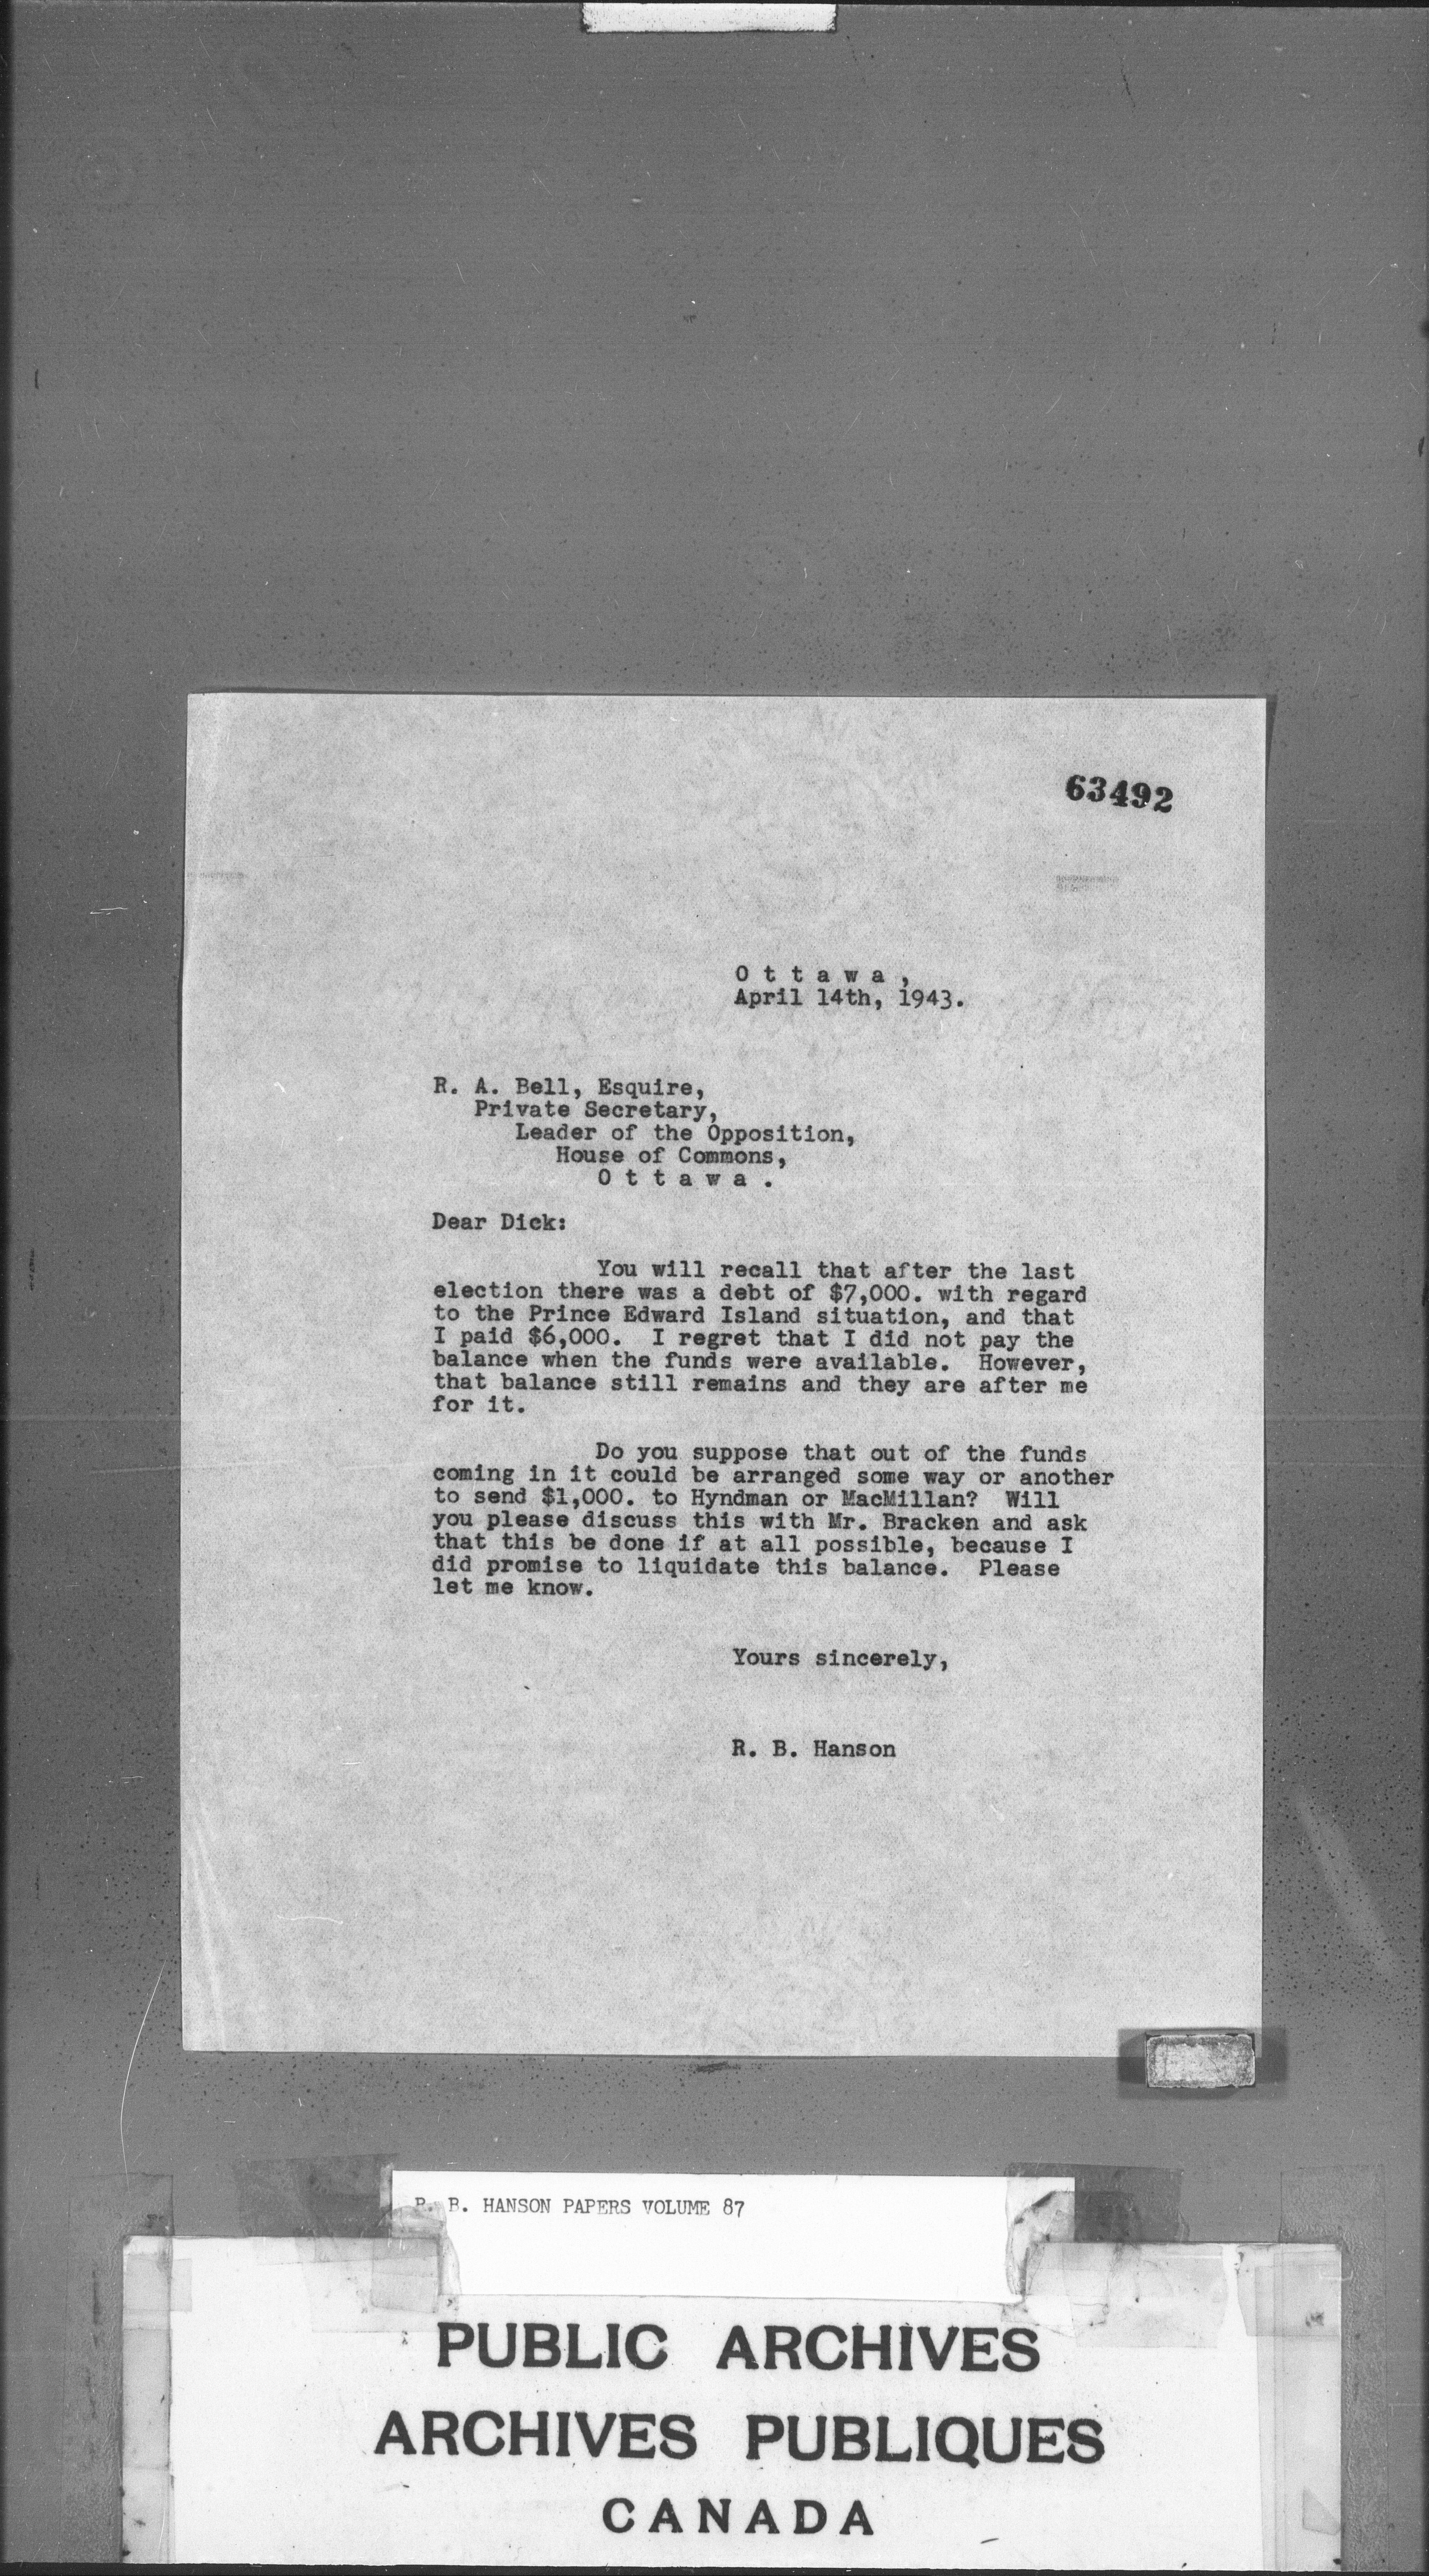 63492
O t t a w a ,
April 14th, 1943.
R. A. Bell, Esquire,
Private Secretary,
Leader of the Opposition,
House of Commons,
O t t a w a .
Dear Dick:
You will recall that after the last
election there was a debt of $7,000. with regard
to the Prince Edward Island situation, and that
I paid $6,000.  I regret that I did not pay the
balance when the funds were available.  However,
that balance still remains and they are after me
for it.
Do you suppose that out of the funds
coming in it could be arranged some way or another
to send $1,000. to Hyndman or MacMillan?  Will
you please discuss this with Mr. Bracken and ask
that this be done if at all possible, because I
did promise to liquidate this balance.  Please
let me know.
Yours sincerely,
R. B. Hanson
R. B. HANSON PAPERS VOLUME 87
PUBLIC ARCHIVES
ARCHIVES PUBLIQUES
CANADA